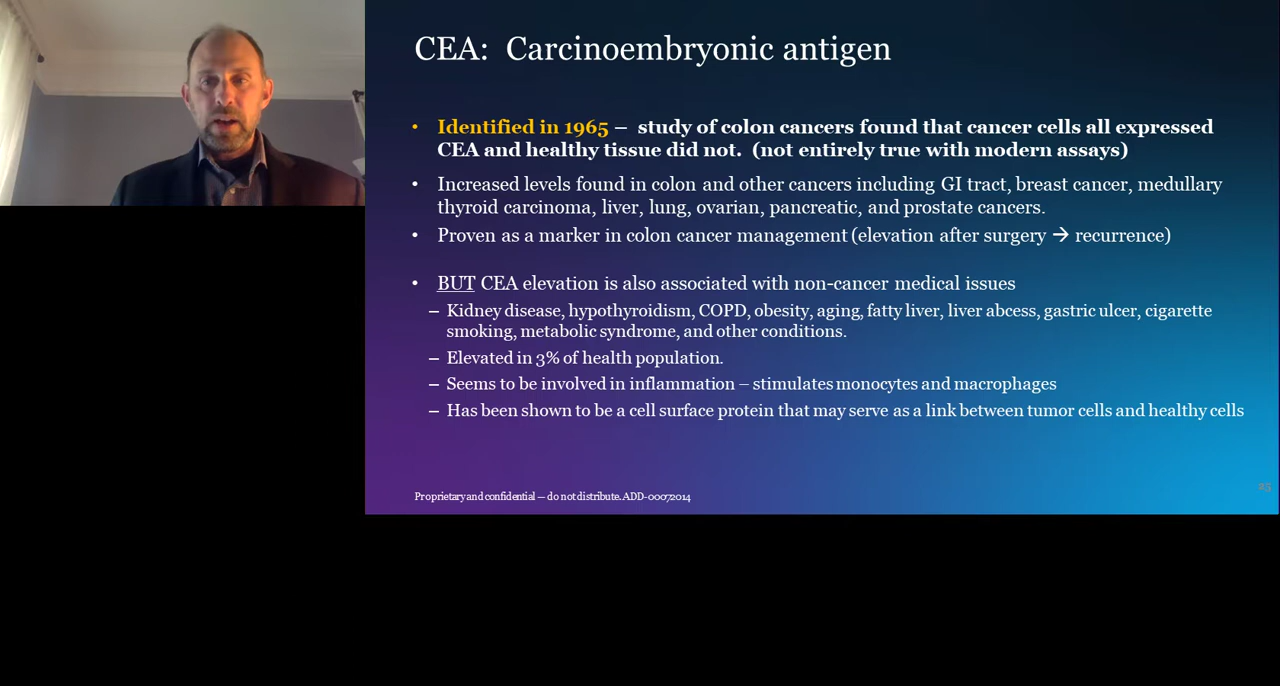 CEA:  Carcinoembryonic antigen
• Identified in 1965 –  study of colon cancers found that cancer cells all expressed
CEA and healthy tissue did not.  (not entirely true with modern assays)
• Increased levels found in colon and other cancers including GI tract, breast cancer, medullary
thyroid carcinoma, liver, lung, ovarian, pancreatic, and prostate cancers.
• Proven as a marker in colon cancer management (elevation after surgery → recurrence)
• BUT CEA elevation is also associated with non-cancer medical issues
– Kidney disease, hypothyroidism, COPD, obesity, aging, fatty liver, liver abcess, gastric ulcer, cigarette
smoking, metabolic syndrome, and other conditions.
– Elevated in 3% of health population.
– Seems to be involved in inflammation – stimulates monocytes and macrophages
– Has been shown to be a cell surface protein that may serve as a link between tumor cells and healthy cells
Proprietary and confidential — do not distribute. ADD-00072014